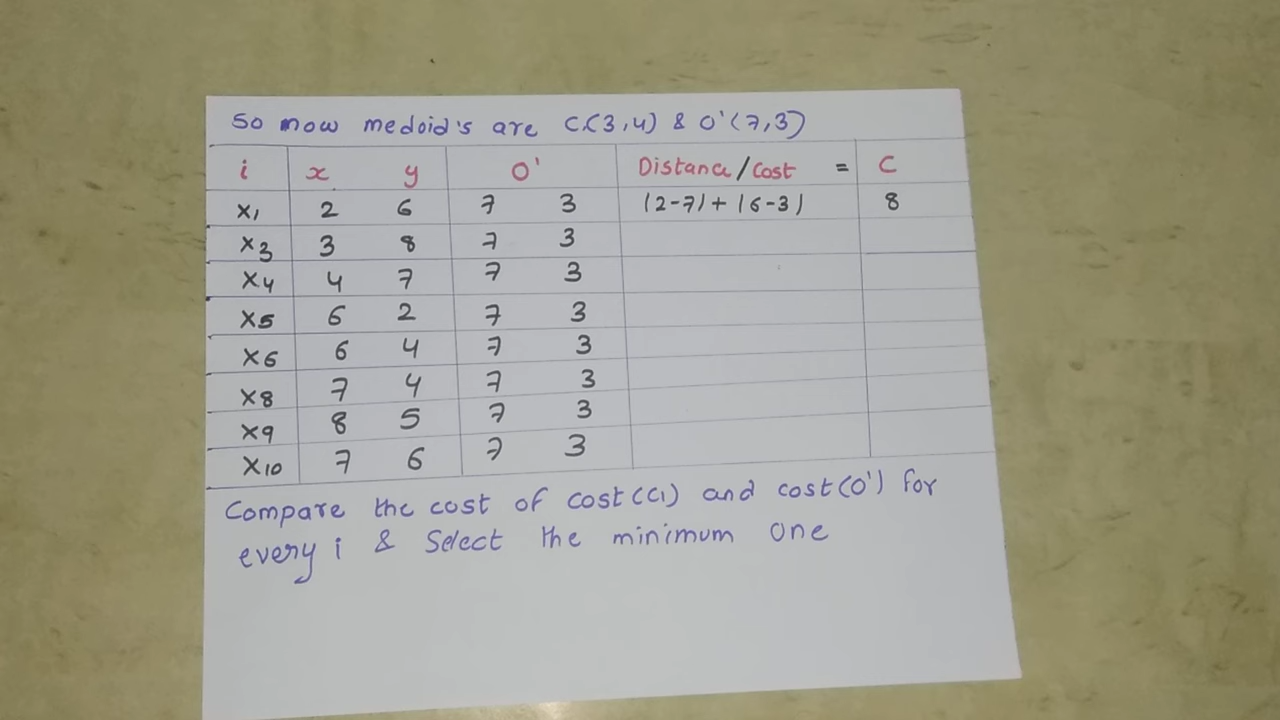 So now medoid's are C.(3,4) & O'(7,3)
i x y O' Distance/Cost = C
X1 2 6 7 3 |2-7|+|6-3| 8
X3 3 8 7 3
X4 4 7 7 3
X5 6 2 7 3
X6 6 4 7 3
X8 7 4 7 3
X9 8 5 7 3
X10 7 6 7 3
Compare the cost of cost(C1) and cost(O') for
every i & Select the minimum one